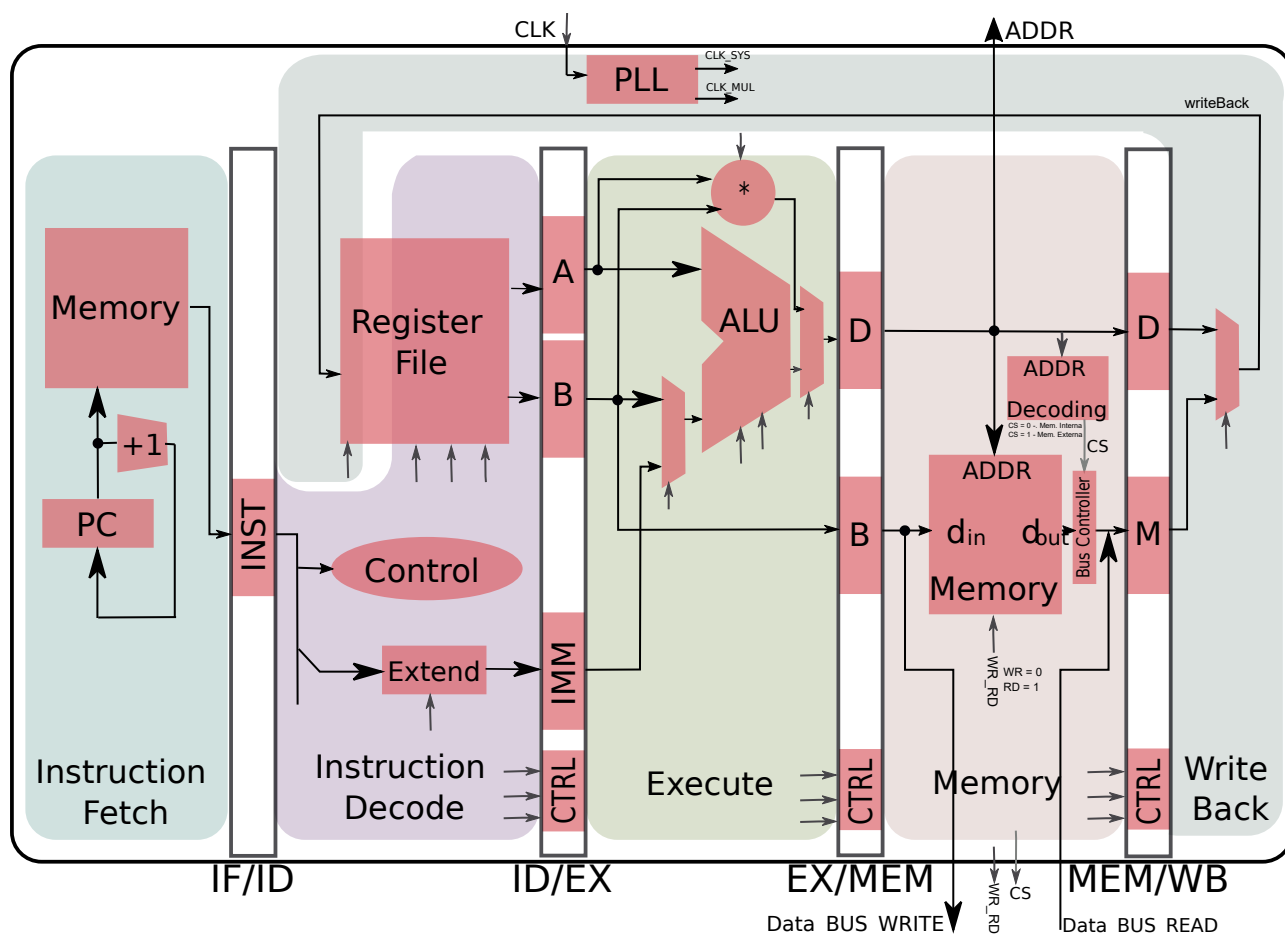 CLK
ADDR
PLL
CLK_SYS
CLK_MUL
writeBack
*
Memory
+1
PC
INST
Register
File
Control
Extend
A
B
IMM
CTRL
ALU
D
B
CTRL
ADDR
Decoding
CS = 0 -. Mem. Interna
CS = 1 - Mem. Externa
CS
ADDR
d in
d out
Memory
Bus Controller
WR_RD
WR = 0
RD = 1
D
M
CTRL
Instruction
Fetch
Instruction
Decode
Execute
Memory
Write
Back
IF/ID
ID/EX
EX/MEM
MEM/WB
WR_RD
CS
Data BUS WRITE
Data BUS READ